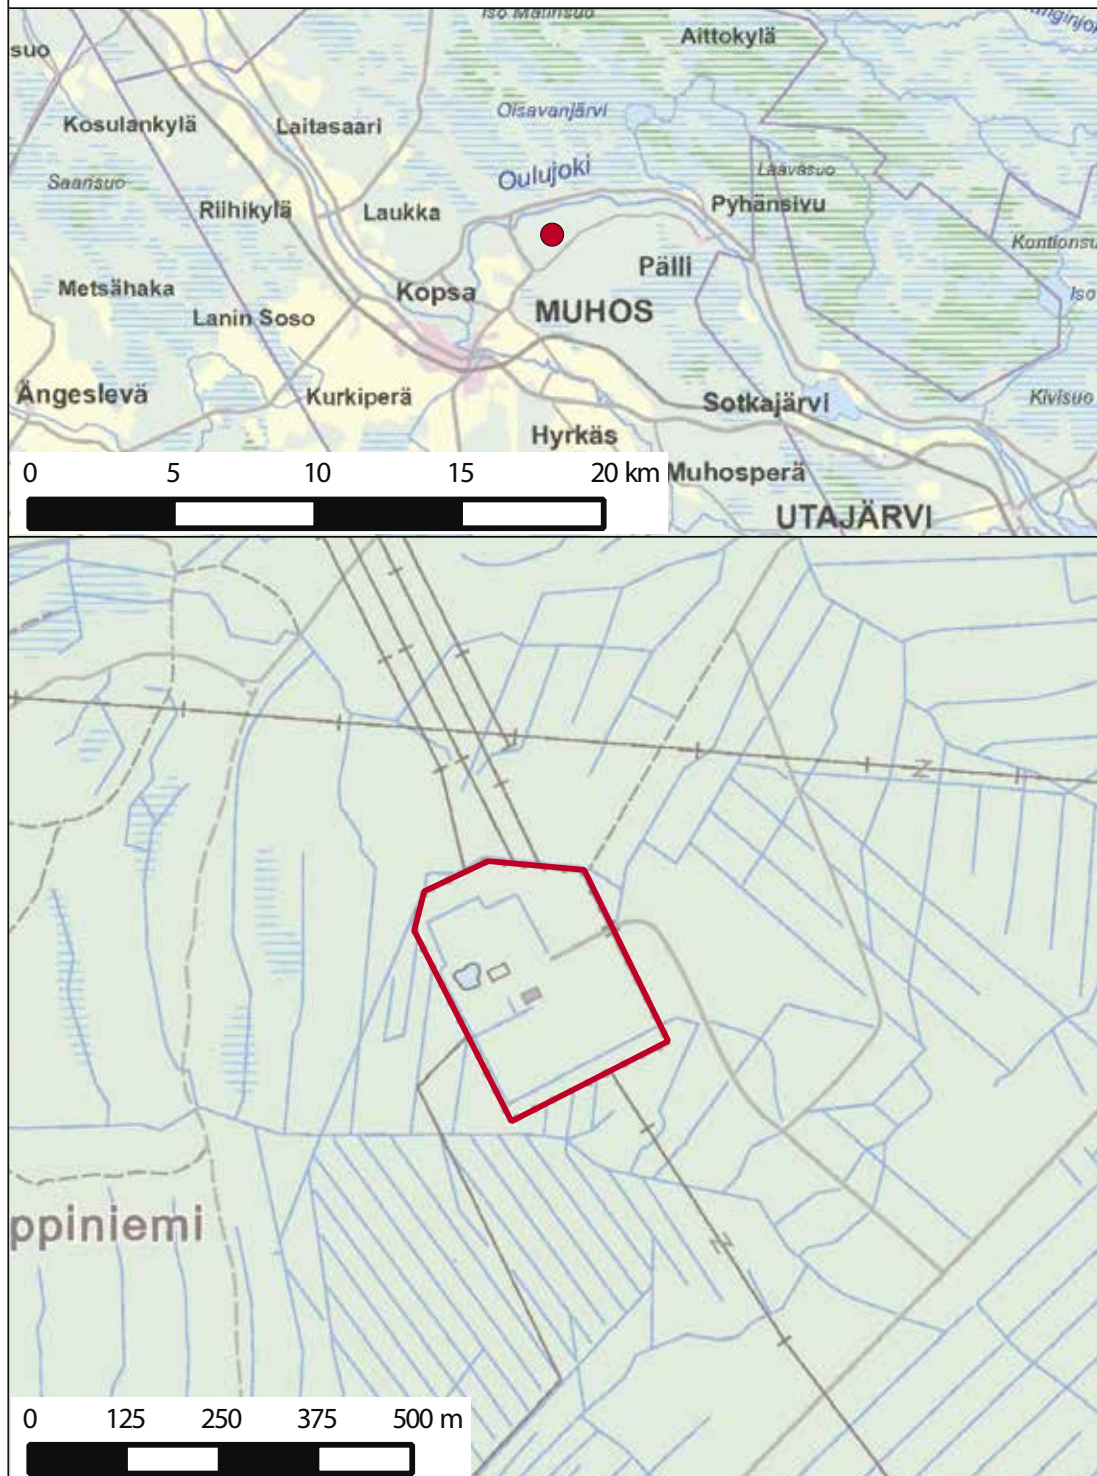 Iso Matinsuo
Aittokylä
suo
Kosulankylä
Laitasaari
Oisavanjärvi
Oulujoki
Laavasuo
Saarisuo
Riihikylä
Laukka
Pyhänsivu
Kontionsu
Pälli
Metsähaka
Kopsa
MUHOS
Iso
Lanin Soso
Ängeslevä
Kurkiperä
Sotkajärvi
Kivisuo
Hyrkäs
0 5 10 15 20 km
Muhosperä
UTAJÄRVI
ppiniemi
0 125 250 375 500 m